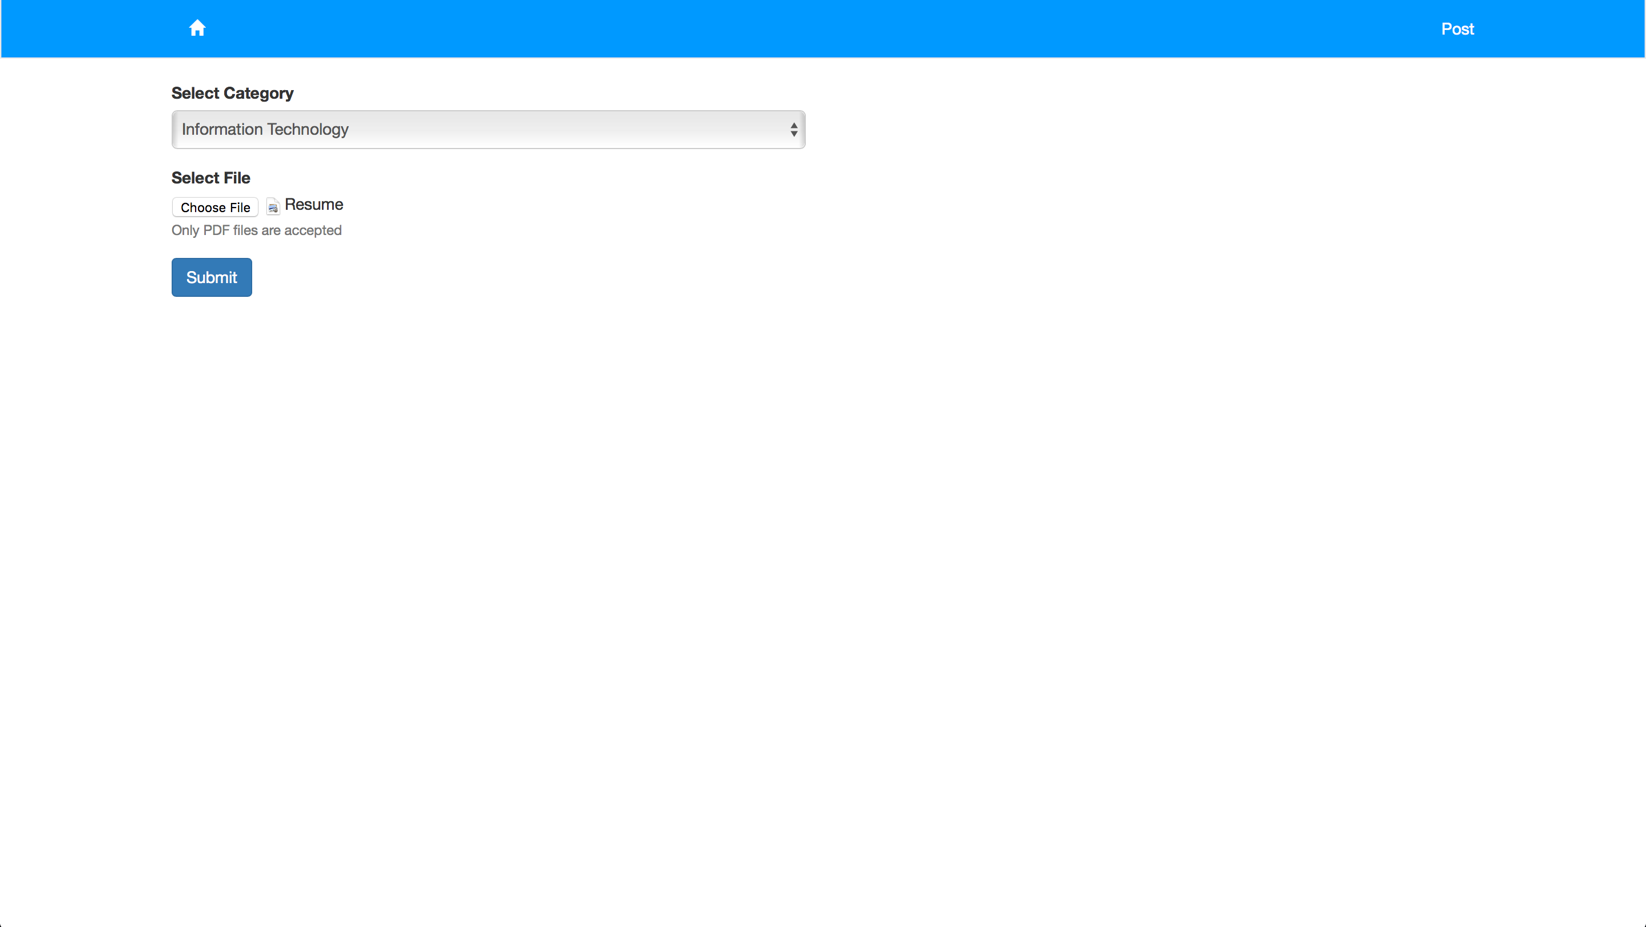 Post
Select Category
Information Technology
Select File
Choose File Resume
Only PDF files are accepted
Submit